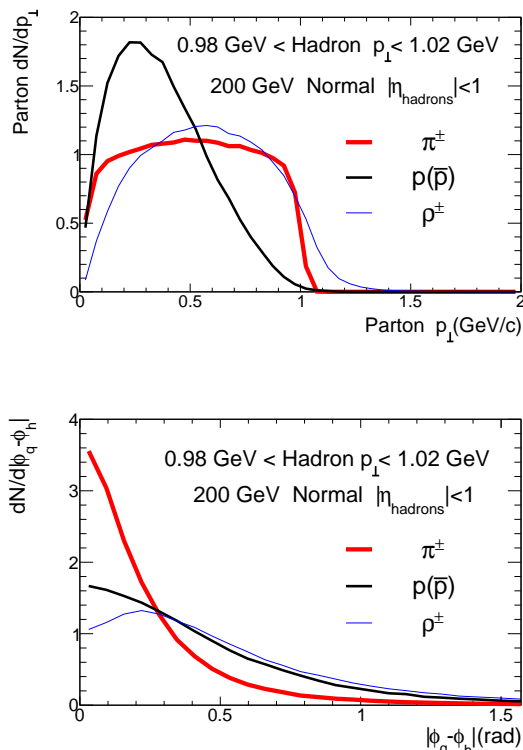 Parton dN/dp⊥
2
1.5
1
0.5
0
0.98 GeV < Hadron p⊥< 1.02 GeV
200 GeV Normal |ηhadrons|<1
π±
p(p̅)
ρ±
0 0.5 1 1.5 2
Parton p⊥(GeV/c)
dN/d|ϕq-ϕh|
4
3
2
1
0
0.98 GeV < Hadron p⊥< 1.02 GeV
200 GeV Normal |ηhadrons|<1
π±
p(p̅)
ρ±
0 0.5 1 1.5
|ϕq-ϕh|(rad)